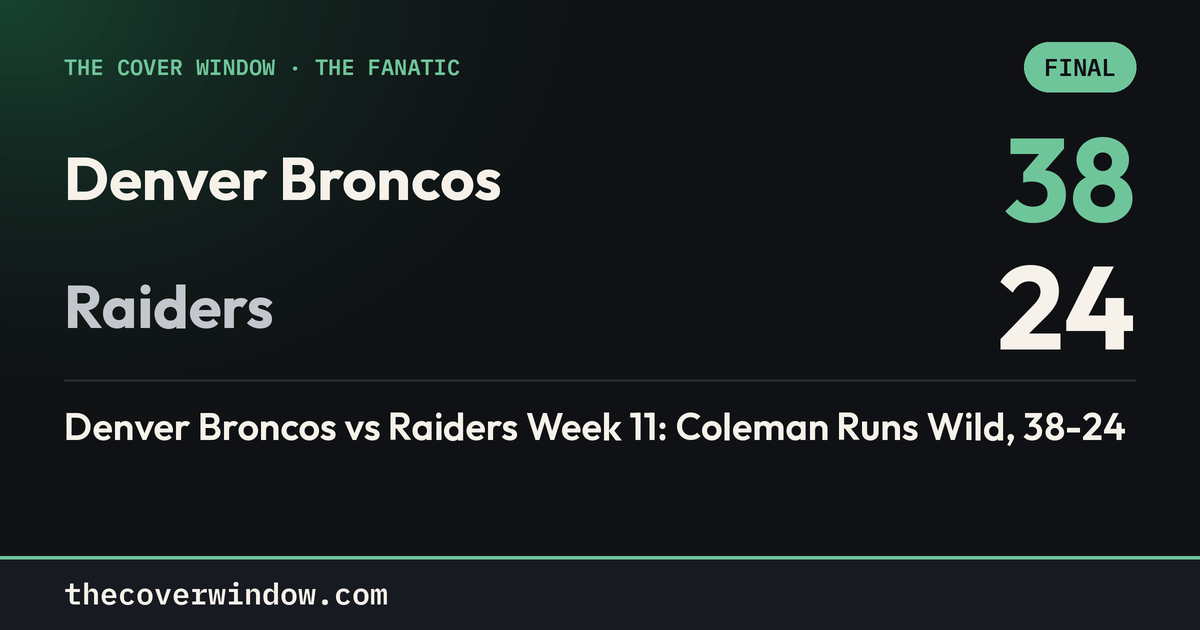 THE COVER WINDOW · THE FANATIC
FINAL
Denver Broncos 38
Raiders 24
Denver Broncos vs Raiders Week 11: Coleman Runs Wild, 38-24
thecoverwindow.com